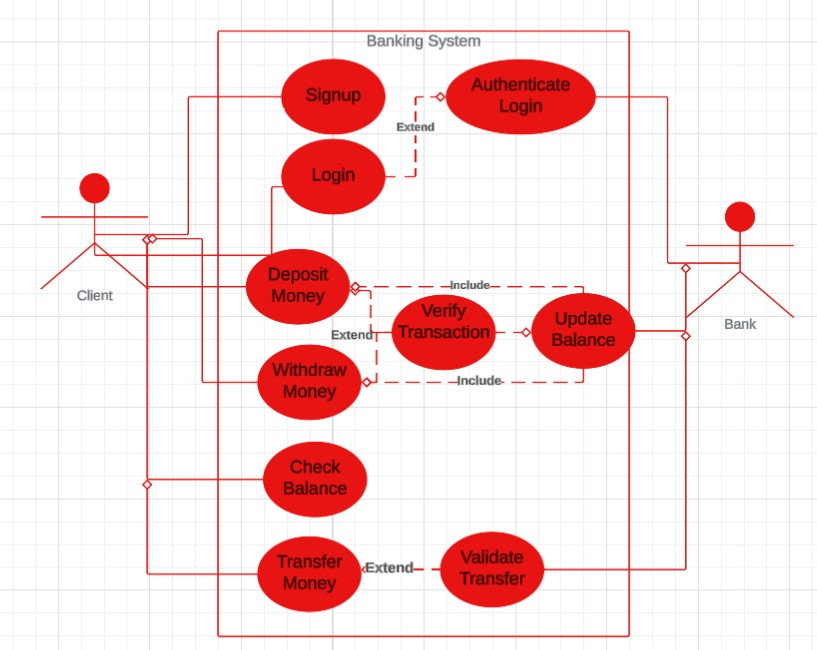 Banking System
Signup
Authenticate
Login
Extend
Login
Client
Deposit
Money
Include
Verify
Transaction
Update
Balance
Bank
Extend
Withdraw
Money
Include
Check
Balance
Transfer
Money
Extend
Validate
Transfer